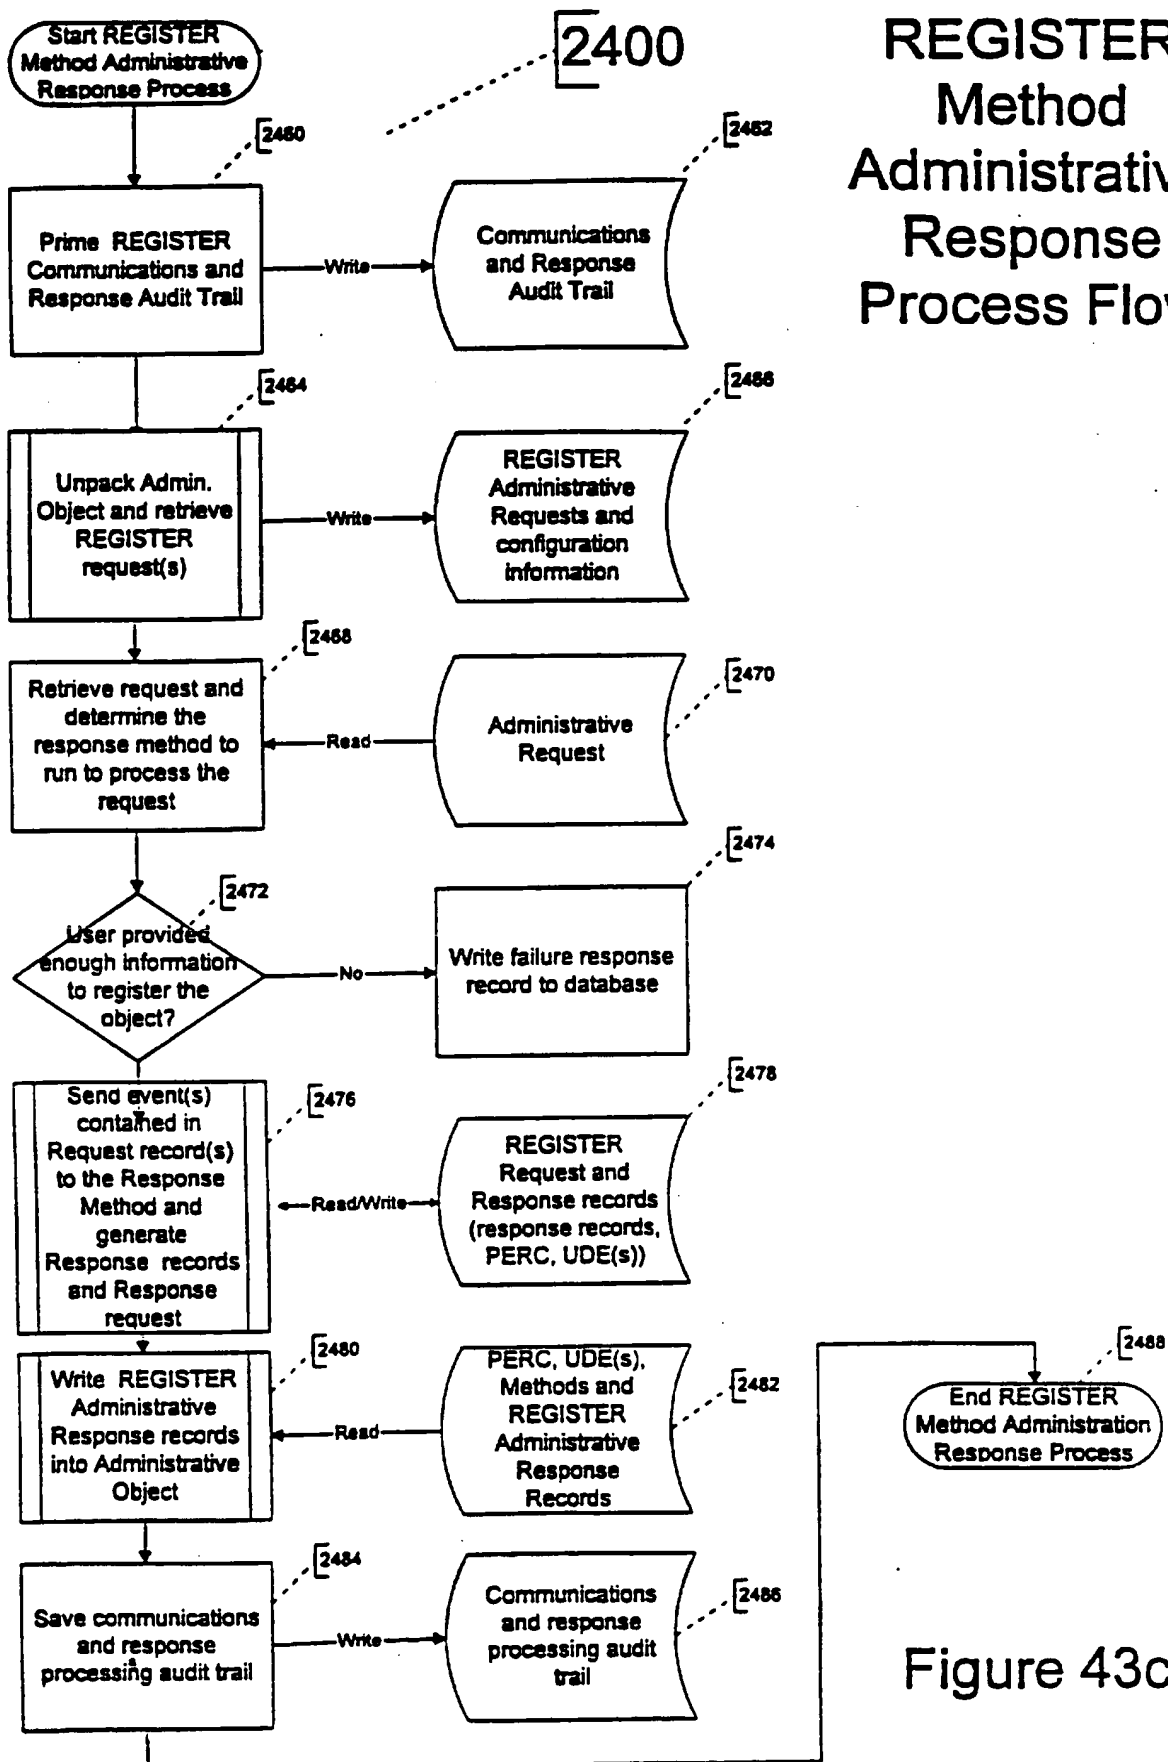 Start REGISTER
Method Administrative
Response Process
2400
REGISTER
Method
Administrativ
Response
Process Flow
2460
2462
Prime REGISTER
Communications and
Response Audit Trail
Write
Communications
and Response
Audit Trail
2464
2466
Unpack Admin.
Object and retrieve
REGISTER
request(s)
Write
REGISTER
Administrative
Requests and
configuration
information
2468
2470
Retrieve request and
determine the
response method to
run to process the
request
Read
Administrative
Request
2472
2474
User provided
enough information
to register the
object?
No
Write failure response
record to database
2476
2478
Send event(s)
contained in
Request record(s)
to the Response
Method and
generate
Response records
and Response
request
Read/Write
REGISTER
Request and
Response records
(response records,
PERC, UDE(s))
2480
2482
Write REGISTER
Administrative
Response records
into Administrative
Object
Read
PERC, UDE(s),
Methods and
REGISTER
Administrative
Response
Records
2488
End REGISTER
Method Administration
Response Process
2484
2486
Save communications
and response
processing audit trail
Write
Communications
and response
processing audit
trail
Figure 43c